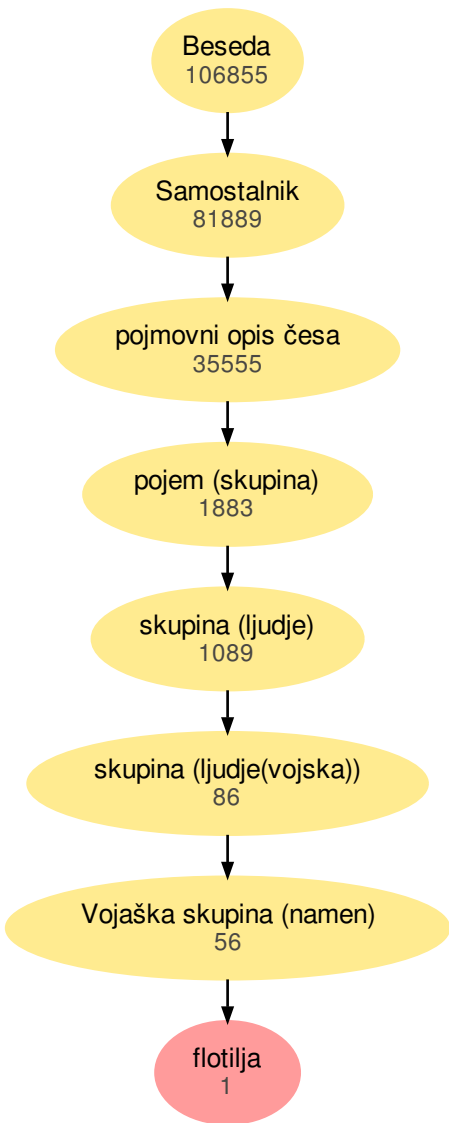 Beseda
106855
Samostalnik
81889
pojmovni opis česa
35555
pojem (skupina)
1883
skupina (ljudje)
1089
skupina (ljudje(vojska))
86
Vojaška skupina (namen)
56
flotilja
1